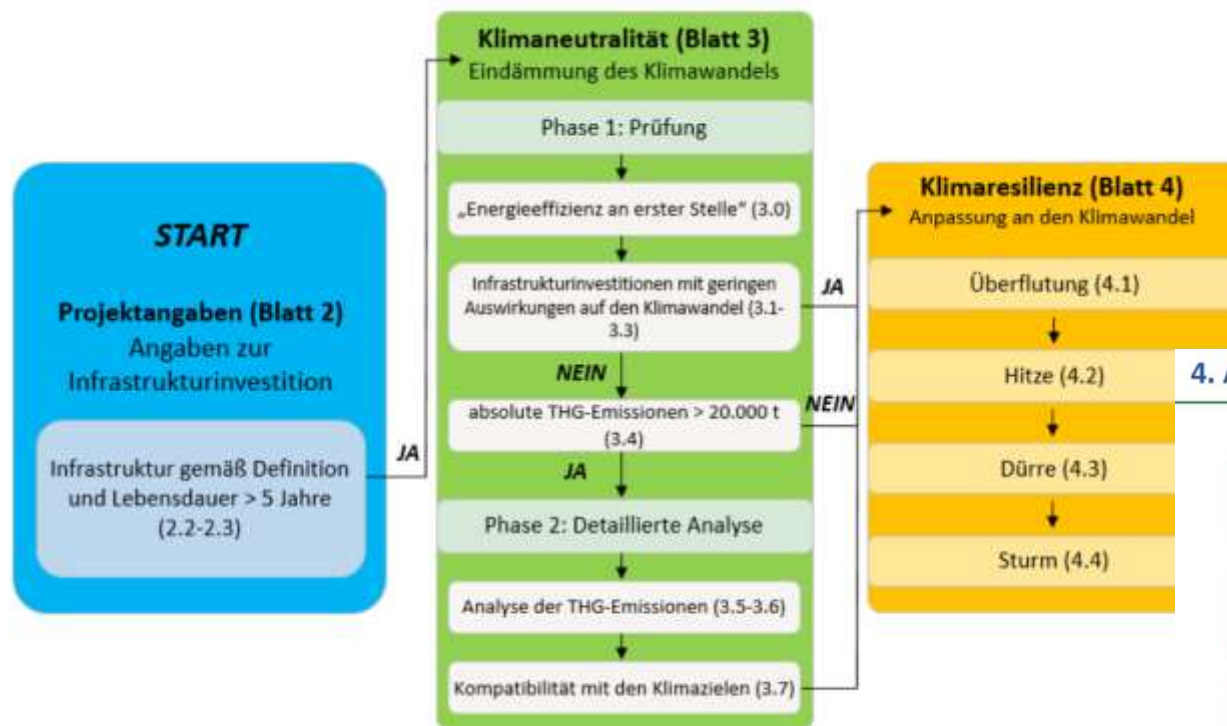 START
Projektangaben (Blatt 2)
Angaben zur
Infrastrukturinvestition
Infrastruktur gemäß Definition
und Lebensdauer > 5 Jahre
(2.2-2.3)
JA
Klimaneutralität (Blatt 3)
Eindämmung des Klimawandels
Phase 1: Prüfung
„Energieeffizienz an erster Stelle“ (3.0)
Infrastrukturinvestitionen mit geringen
Auswirkungen auf den Klimawandel (3.1-
3.3)
JA
NEIN
absolute THG-Emissionen > 20.000 t
(3.4)
NEIN
JA
Phase 2: Detaillierte Analyse
Analyse der THG-Emissionen (3.5-3.6)
Kompatibilität mit den Klimazielen (3.7)
Klimaresilienz (Blatt 4)
Anpassung an den Klimawandel
Überflutung (4.1)
Hitze (4.2)
Dürre (4.3)
Sturm (4.4)
4.